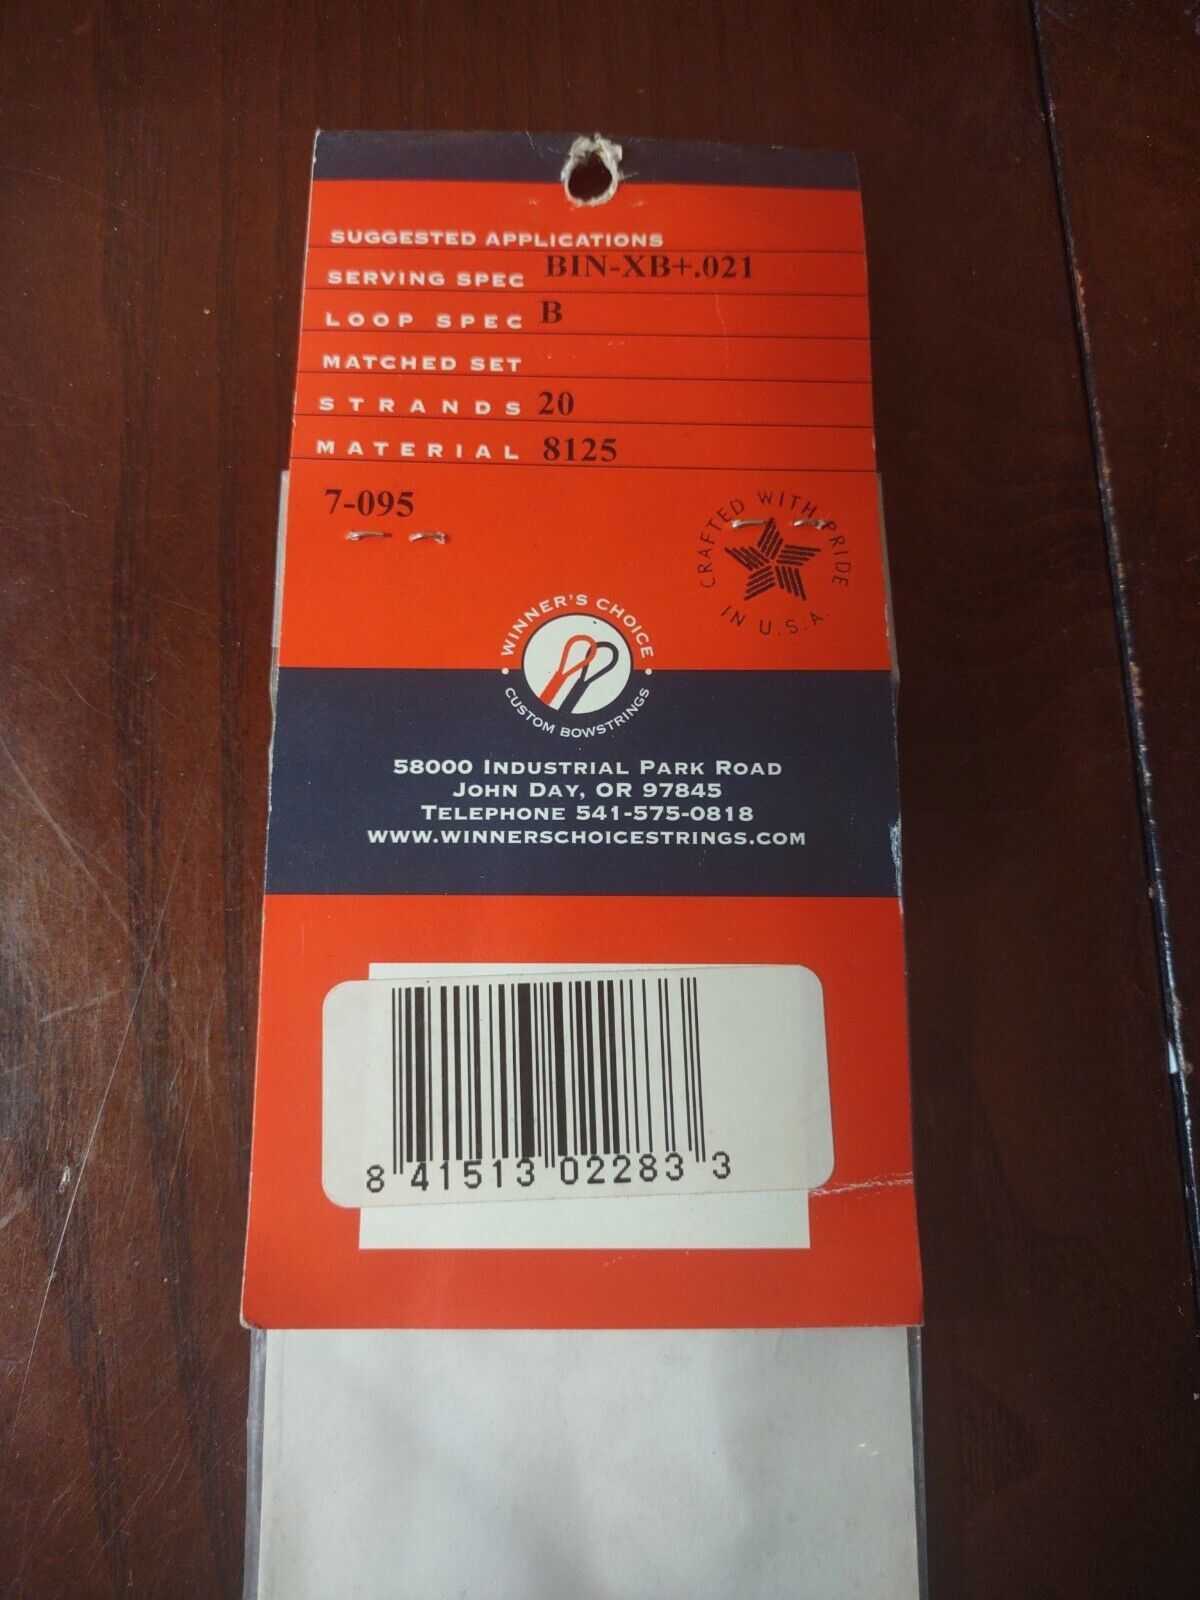 SUGGESTED APPLICATIONS
SERVING SPEC BIN-XB+.021
LOOP SPEC B
MATCHED SET
STRANDS 20
MATERIAL 8125
7-095
CRAFTED WITH PRIDE
IN U.S.A.
WINNER'S CHOICE
CUSTOM BOWSTRINGS
58000 INDUSTRIAL PARK ROAD
JOHN DAY, OR 97845
TELEPHONE 541-575-0818
WWW.WINNERSCHOICESTRINGS.COM
8 41513 02283 3